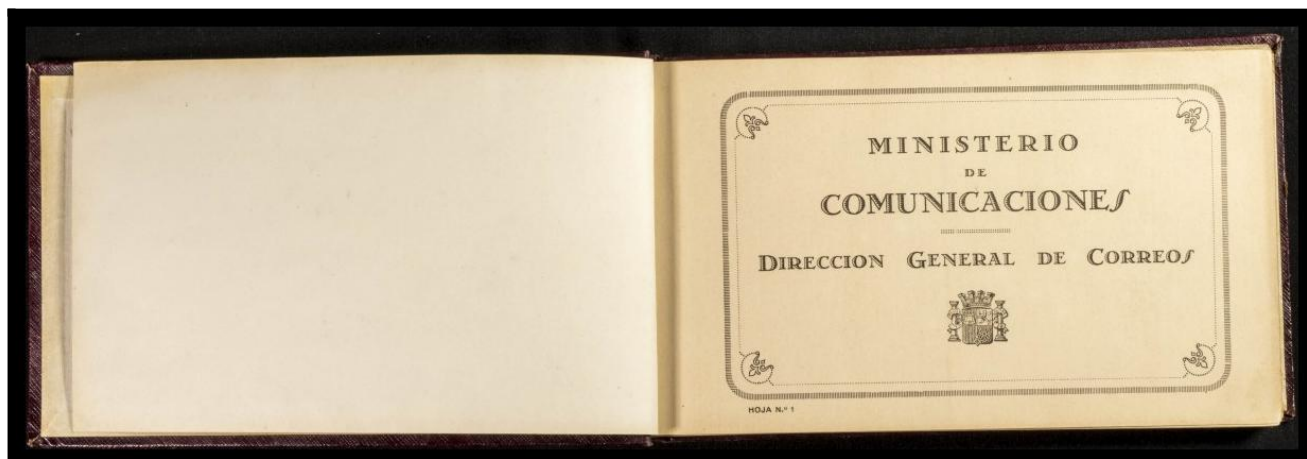 MINISTERIO
DE
COMUNICACIONES
DIRECCION GENERAL DE CORREOS
HOJA N.º 1